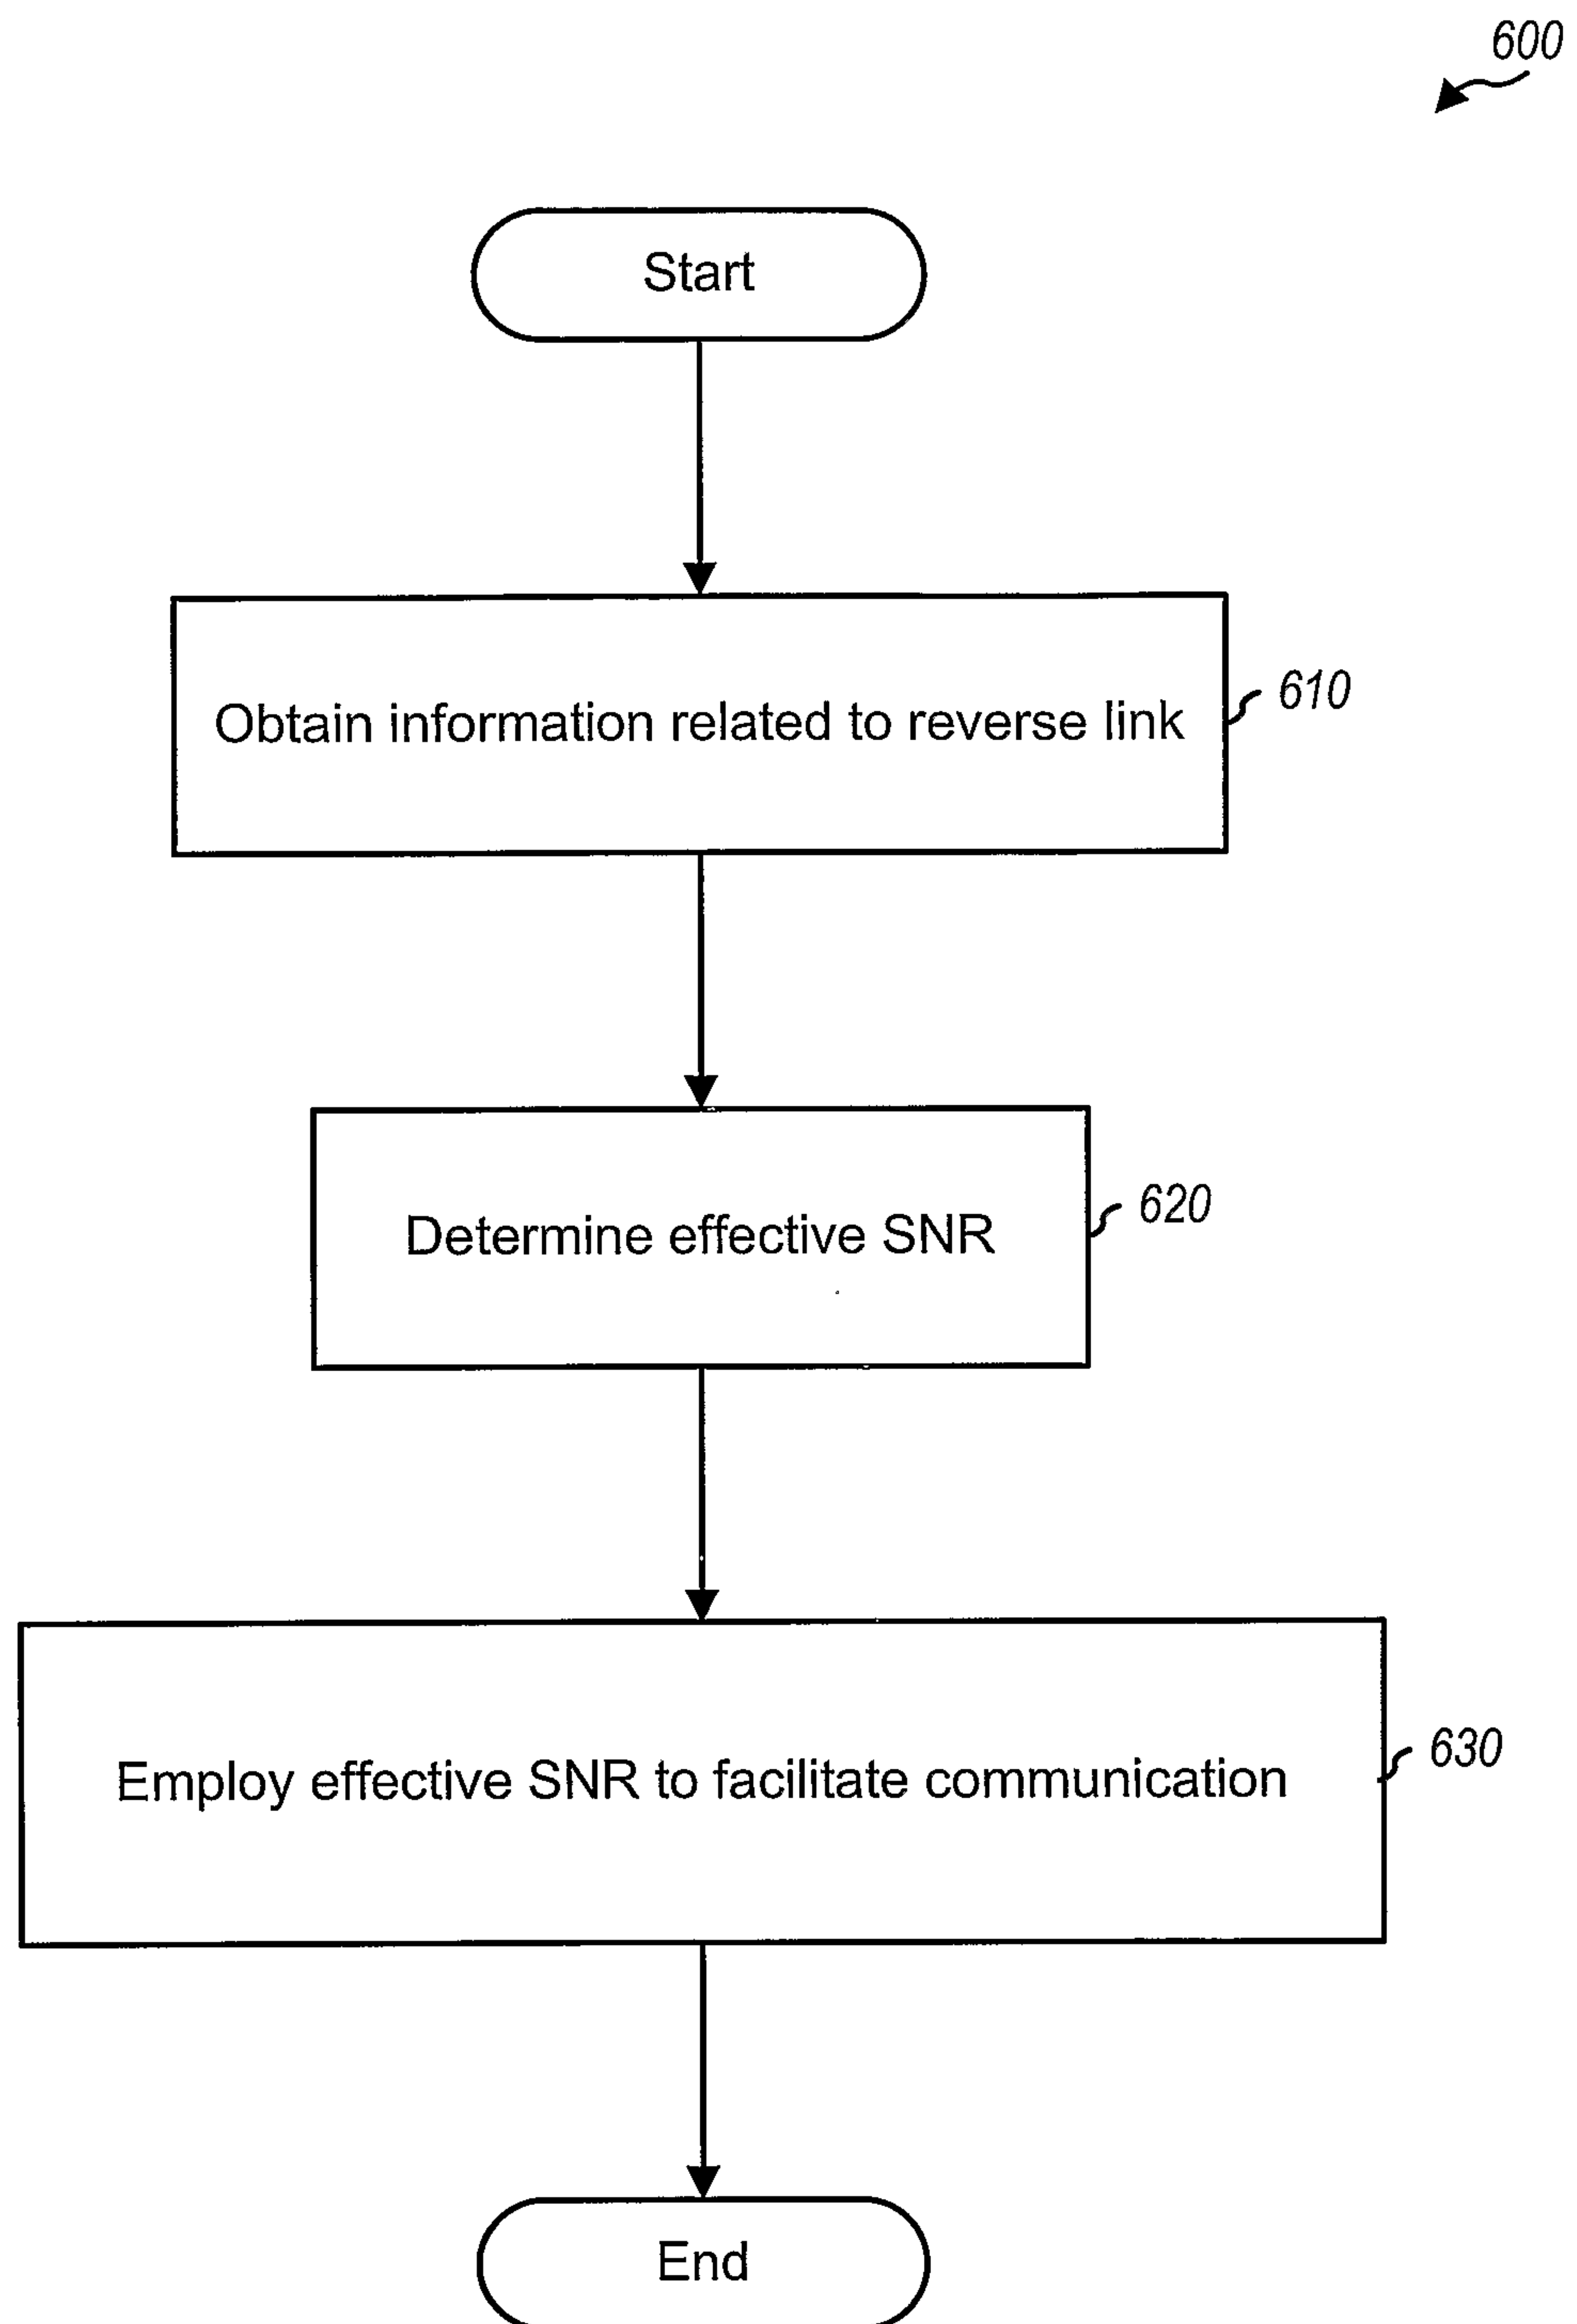 600
Start
Obtain information related to reverse link
610
Determine effective SNR
620
Employ effective SNR to facilitate communication
630
End